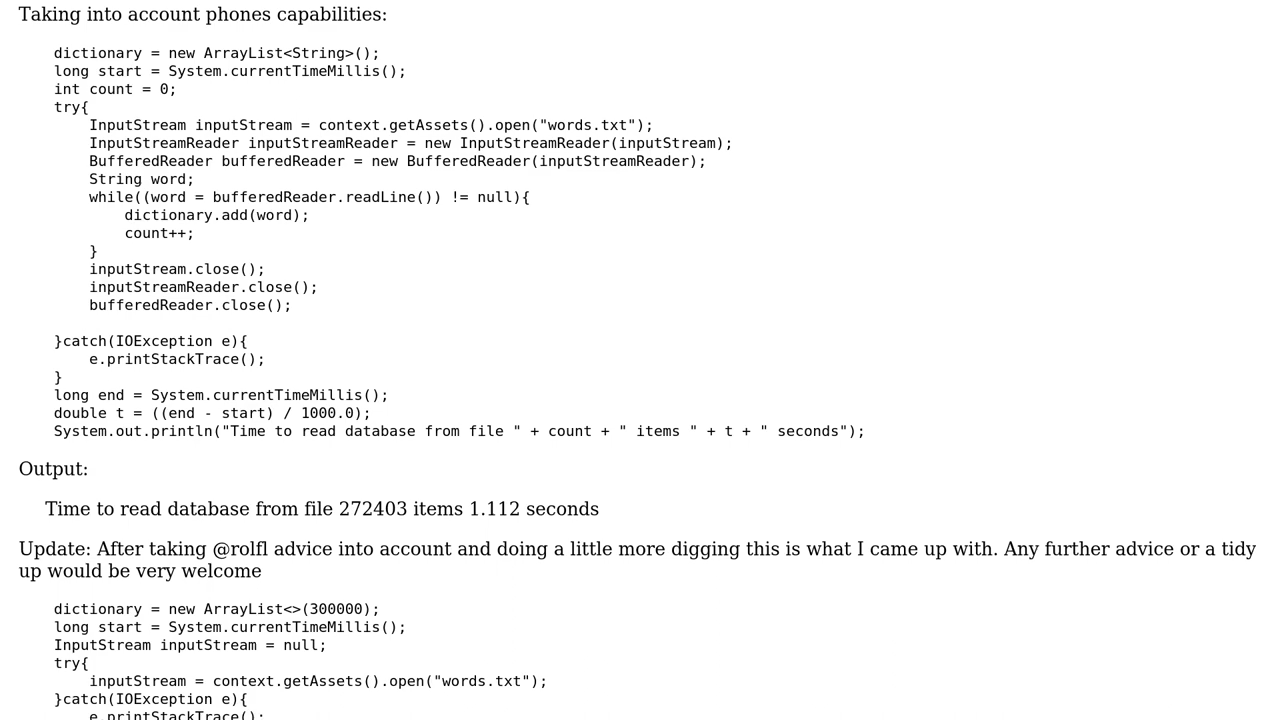 Taking into account phones capabilities:
dictionary = new ArrayList<String>();
long start = System.currentTimeMillis();
int count = 0;
try{
    InputStream inputStream = context.getAssets().open("words.txt");
    InputStreamReader inputStreamReader = new InputStreamReader(inputStream);
    BufferedReader bufferedReader = new BufferedReader(inputStreamReader);
    String word;
    while((word = bufferedReader.readLine()) != null){
        dictionary.add(word);
        count++;
    }
    inputStream.close();
    inputStreamReader.close();
    bufferedReader.close();
}catch(IOException e){
    e.printStackTrace();
}
long end = System.currentTimeMillis();
double t = ((end - start) / 1000.0);
System.out.println("Time to read database from file " + count + " items " + t + " seconds");
Output:
Time to read database from file 272403 items 1.112 seconds
Update: After taking @rolfl advice into account and doing a little more digging this is what I came up with. Any further advice or a tidy
up would be very welcome
dictionary = new ArrayList<>(300000);
long start = System.currentTimeMillis();
InputStream inputStream = null;
try{
    inputStream = context.getAssets().open("words.txt");
}catch(IOException e){
    e.printStackTrace();